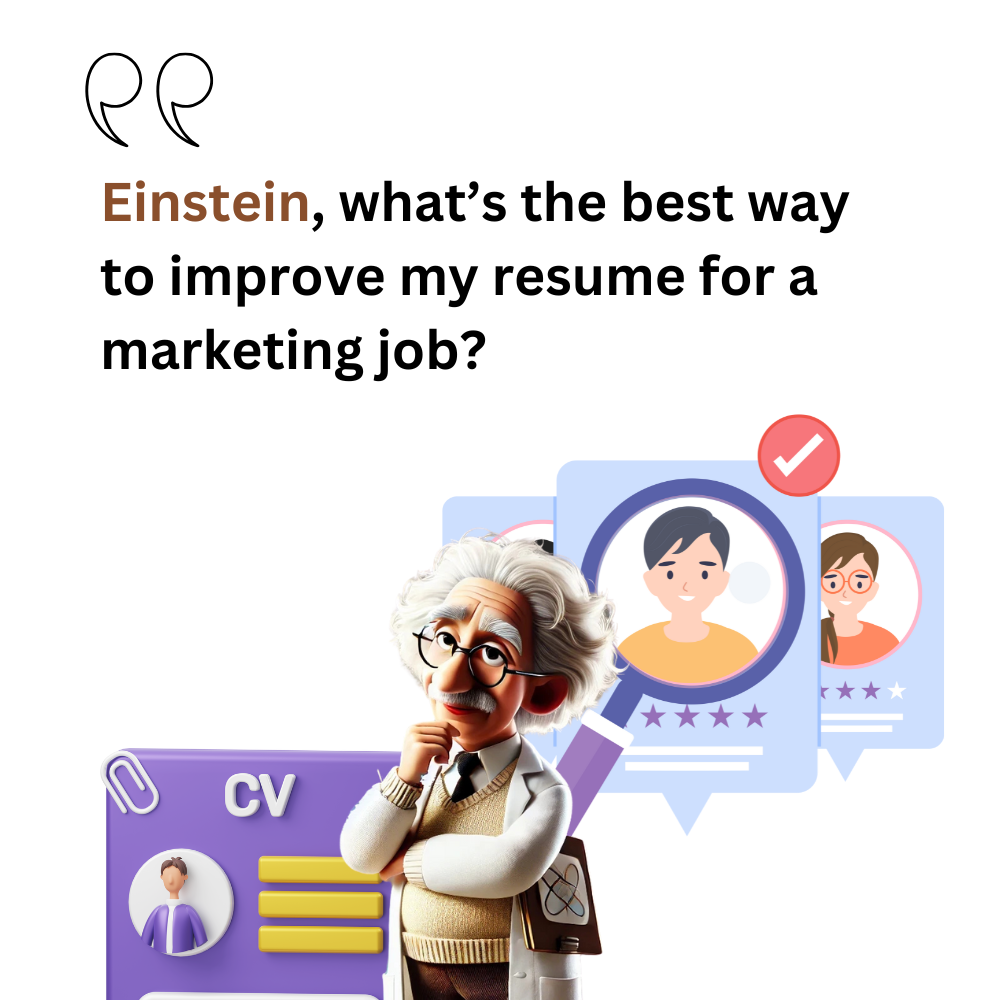 Einstein, what’s the best way
to improve my resume for a
marketing job?
CV